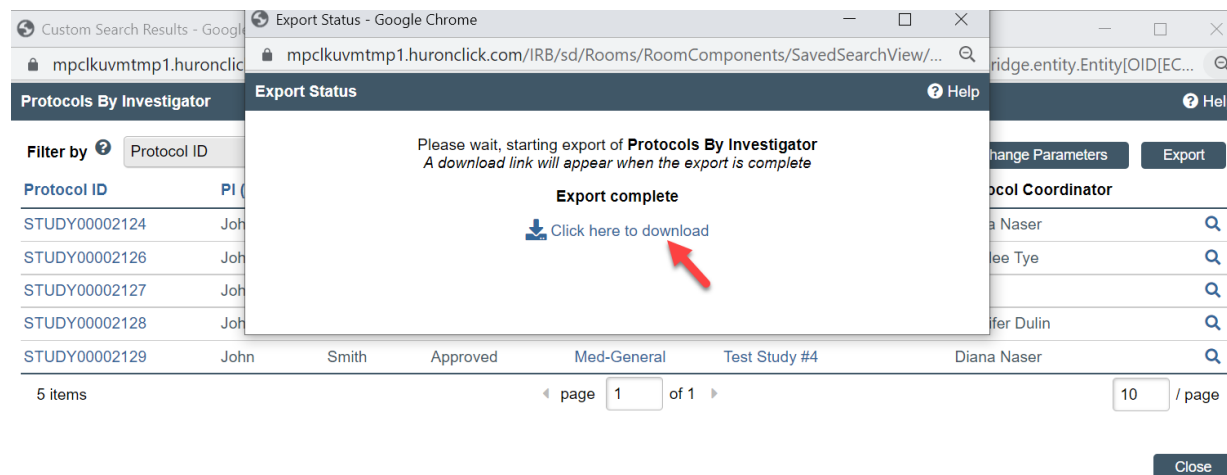 Custom Search Results - Googl
mpclkuvmtmp1.huronclic
ridge.entity.Entity[OID[EC...
Protocols By Investigator
Hel
Export Status - Google Chrome
mpclkuvmtmp1.huronclick.com/IRB/sd/Rooms/RoomComponents/SavedSearchView/...
Export Status
? Help
Please wait, starting export of Protocols By Investigator
A download link will appear when the export is complete
Export complete
Click here to download
Filter by ? Protocol ID
hange Parameters
Export
Protocol ID PI ( ocol Coordinator
STUDY00002124 Joh a Naser
STUDY00002126 Joh lee Tye
STUDY00002127 Joh
STUDY00002128 Joh ifer Dulin
STUDY00002129 John Smith Approved Med-General Test Study #4 Diana Naser
5 items page 1 of 1 10 / page
Close